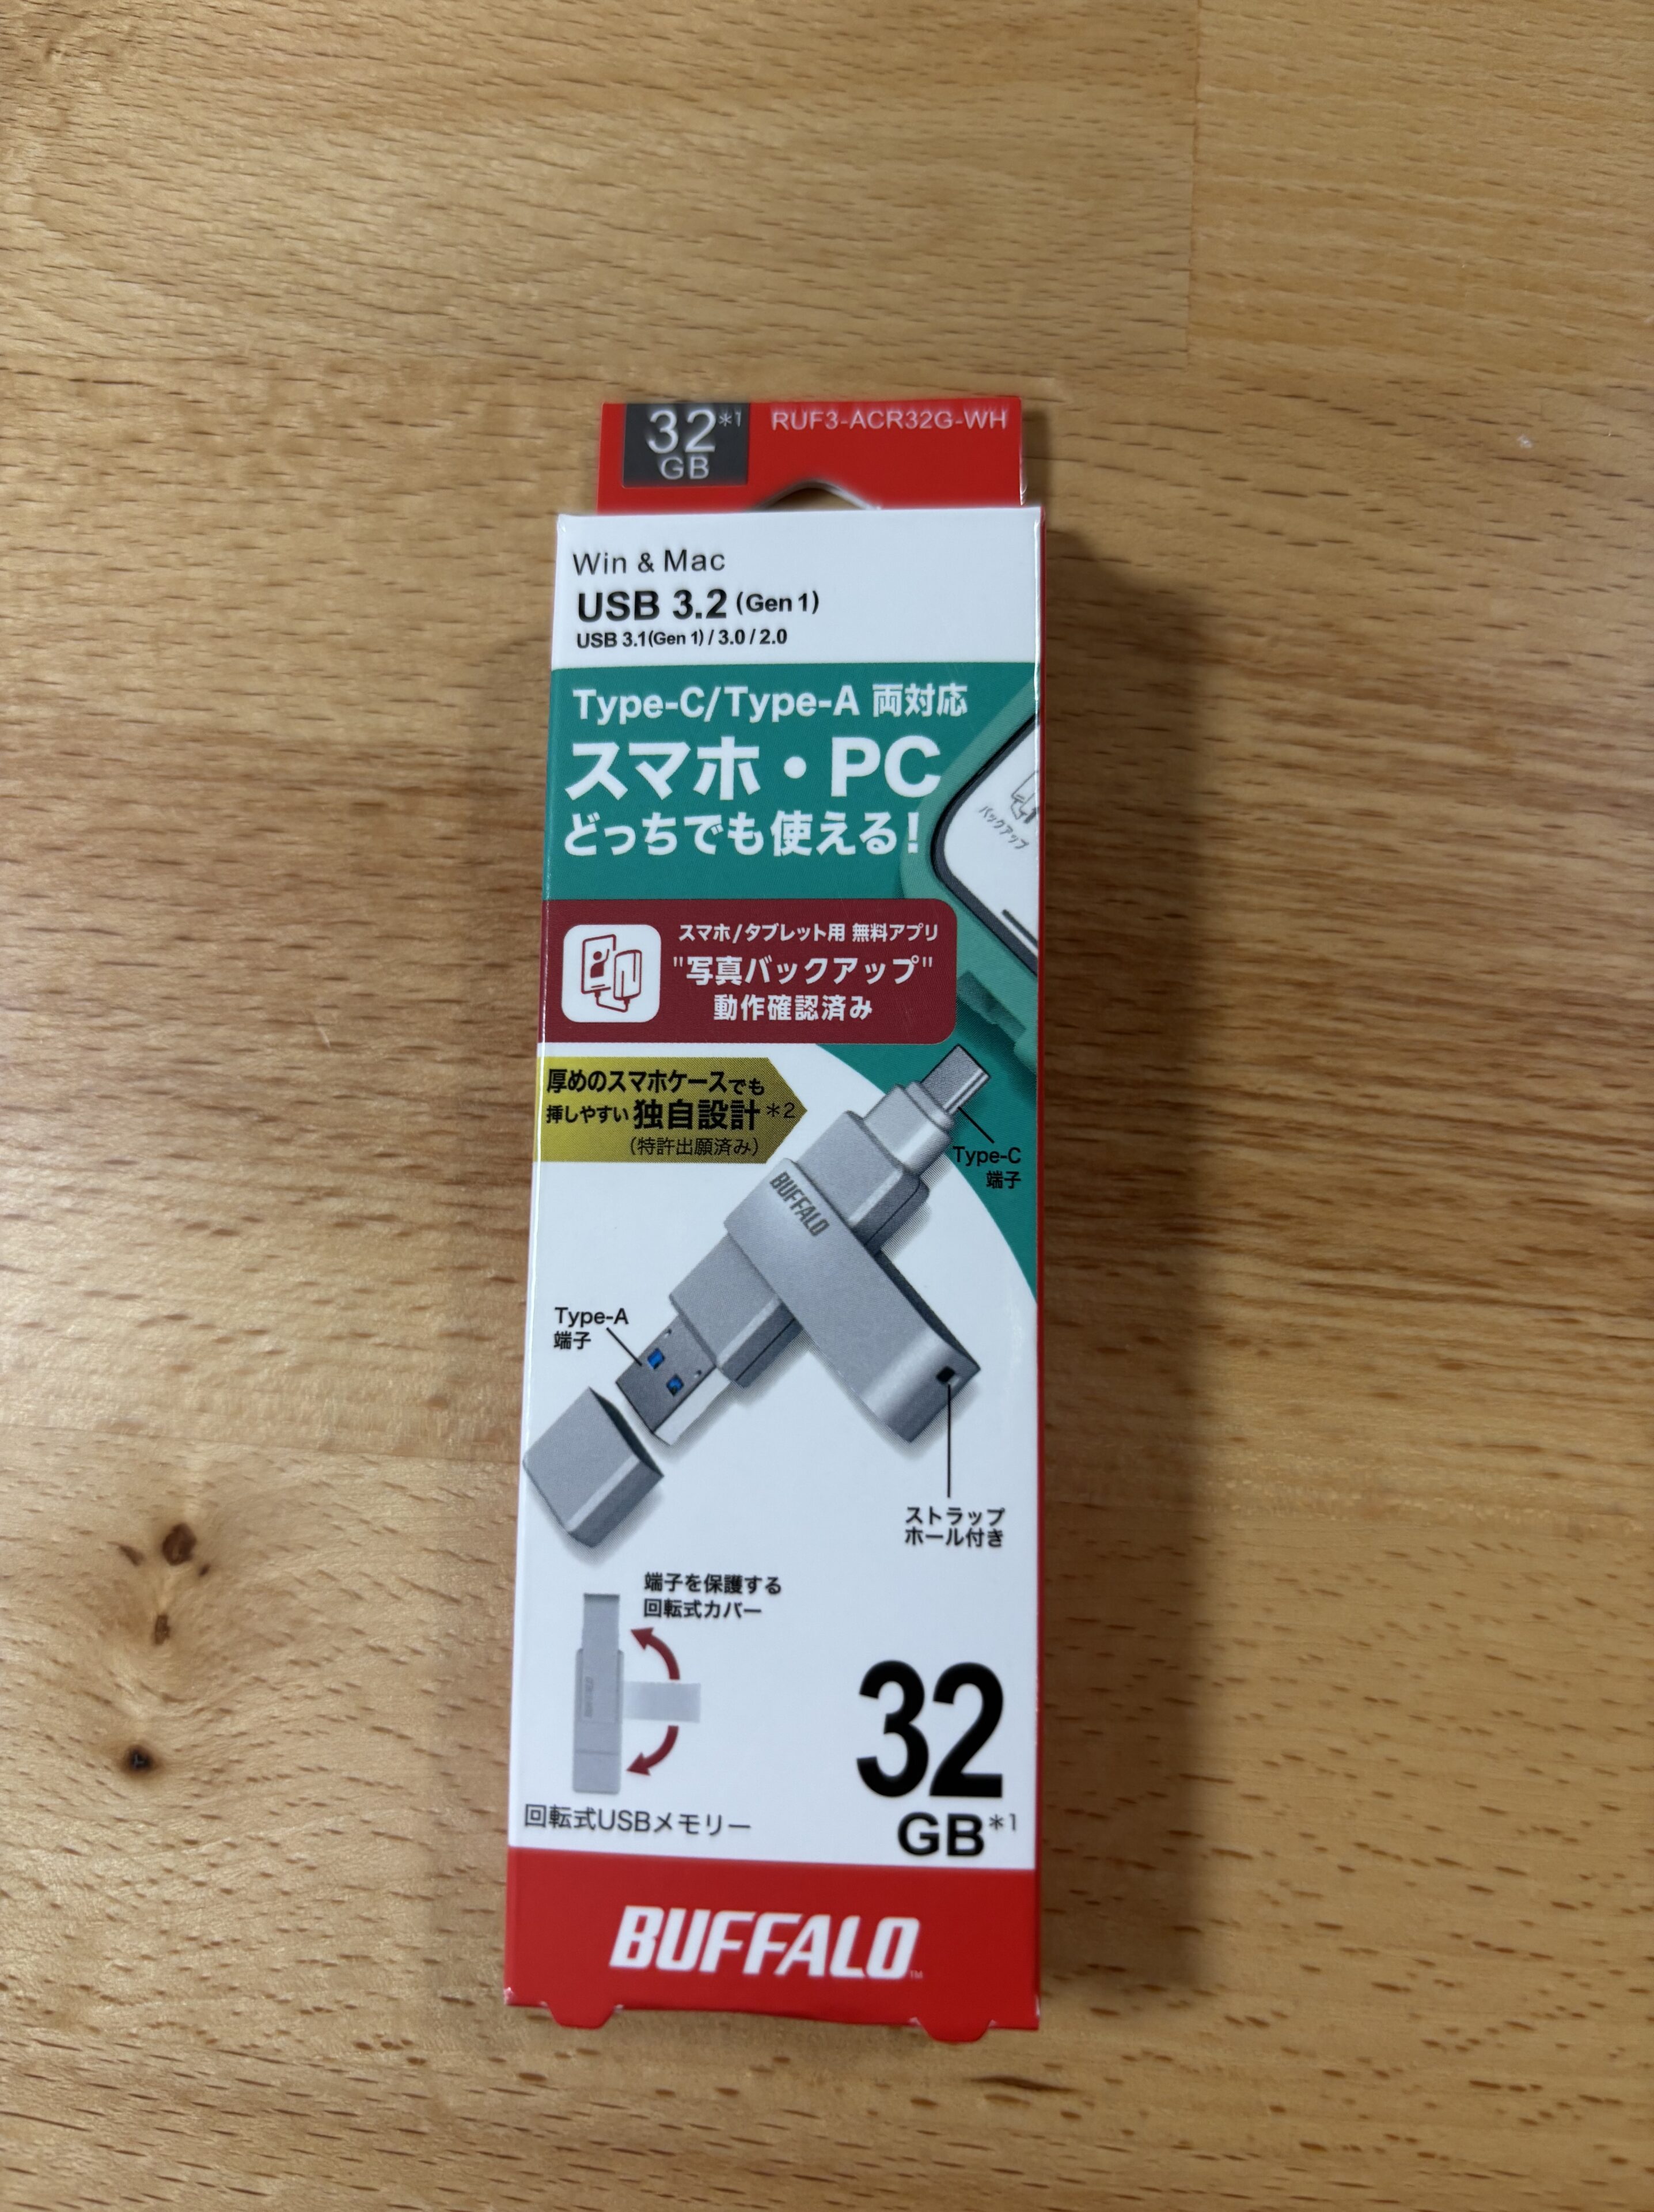 32*1
GB
RUF3-ACR32G-WH
Win & Mac
USB 3.2 (Gen 1)
USB 3.1(Gen 1) / 3.0 / 2.0
Type-C/Type-A 両対応
スマホ・PC
どっちでも使える!
バックアップ
スマホ/タブレット用 無料アプリ
"写真バックアップ"
動作確認済み
厚めのスマホケースでも
挿しやすい 独自設計 *2
(特許出願済み)
Type-C
端子
BUFFALO
Type-A
端子
ストラップ
ホール付き
端子を保護する
回転式カバー
BUFFALO
回転式USBメモリー
32
GB*1
BUFFALO™